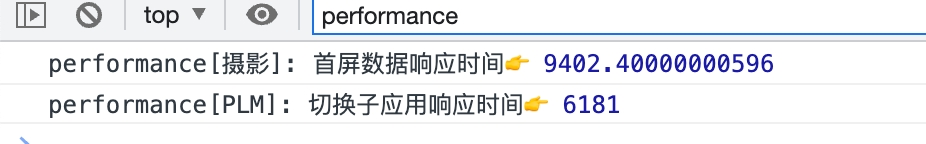 top ▼ performance
performance[摄影]: 首屏数据响应时间👉 9402.40000000596
performance[PLM]: 切换子应用响应时间👉 6181